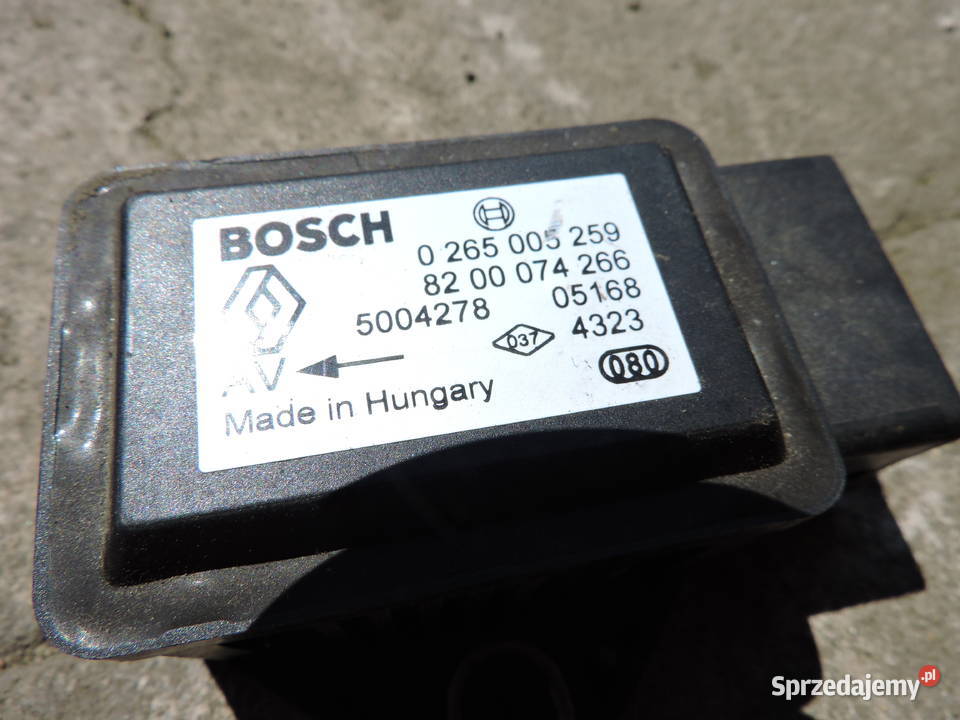 BOSCH
0 265 005 259
82 00 074 266
5004278 05168
037 4323
AV
080
Made in Hungary
Sprzedajemy.pl